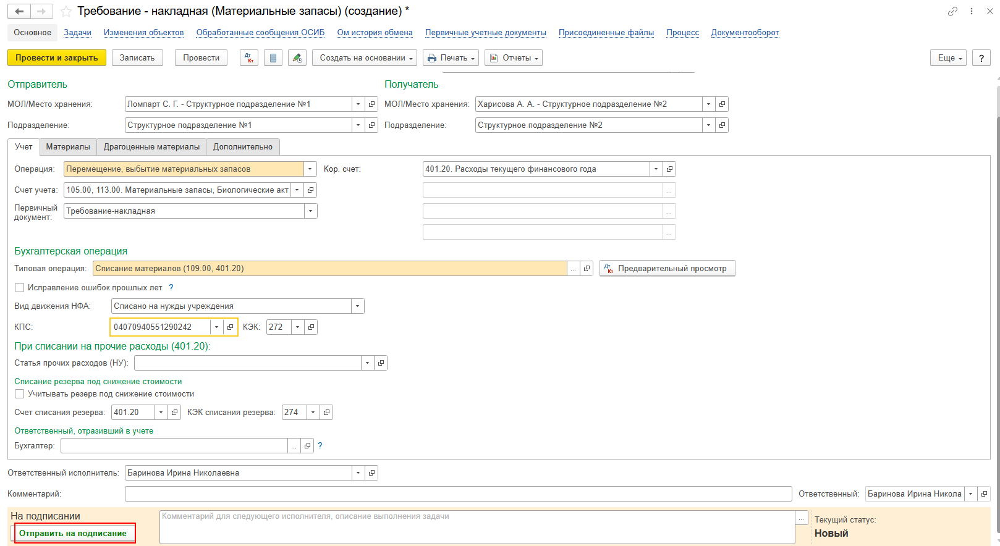 Требование - накладная (Материальные запасы) (создание) *
Основное Задачи Изменения объектов Обработанные сообщения ОСИБ Ом история обмена Первичные учетные документы Присоединенные файлы Процесс Документооборот
Провести и закрыть Записать Провести Дт Кт Создать на основании Печать Отчеты Еще ?
Отправитель Получатель
МОЛ/Место хранения: Ломпарт С. Г. - Структурное подразделение №1 МОЛ/Место хранения: Харисова А. А. - Структурное подразделение №2
Подразделение: Структурное подразделение №1 Подразделение: Структурное подразделение №2
Учет Материалы Драгоценные материалы Дополнительно
Операция: Перемещение, выбытие материальных запасов Кор. счет: 401.20. Расходы текущего финансового года
Счет учета: 105.00, 113.00. Материальные запасы, Биологические акт ...
Первичный документ: Требование-накладная ...
...
Бухгалтерская операция
Типовая операция: Списание материалов (109.00, 401.20) ... Дт Кт Предварительный просмотр
Исправление ошибок прошлых лет ?
Вид движения НФА: Списано на нужды учреждения
КПС: 04070940551290242 КЭК: 272
При списании на прочие расходы (401.20):
Статья прочих расходов (НУ):
Списание резерва под снижение стоимости
Учитывать резерв под снижение стоимости
Счет списания резерва: 401.20 КЭК списания резерва: 274
Ответственный, отразивший в учете
Бухгалтер: ... ?
Ответственный исполнитель: Баринова Ирина Николаевна
Комментарий: Ответственный: Баринова Ирина Никола
На подписании Комментарий для следующего исполнителя, описание выполнения задачи ... Текущий статус:
Отправить на подписание Новый